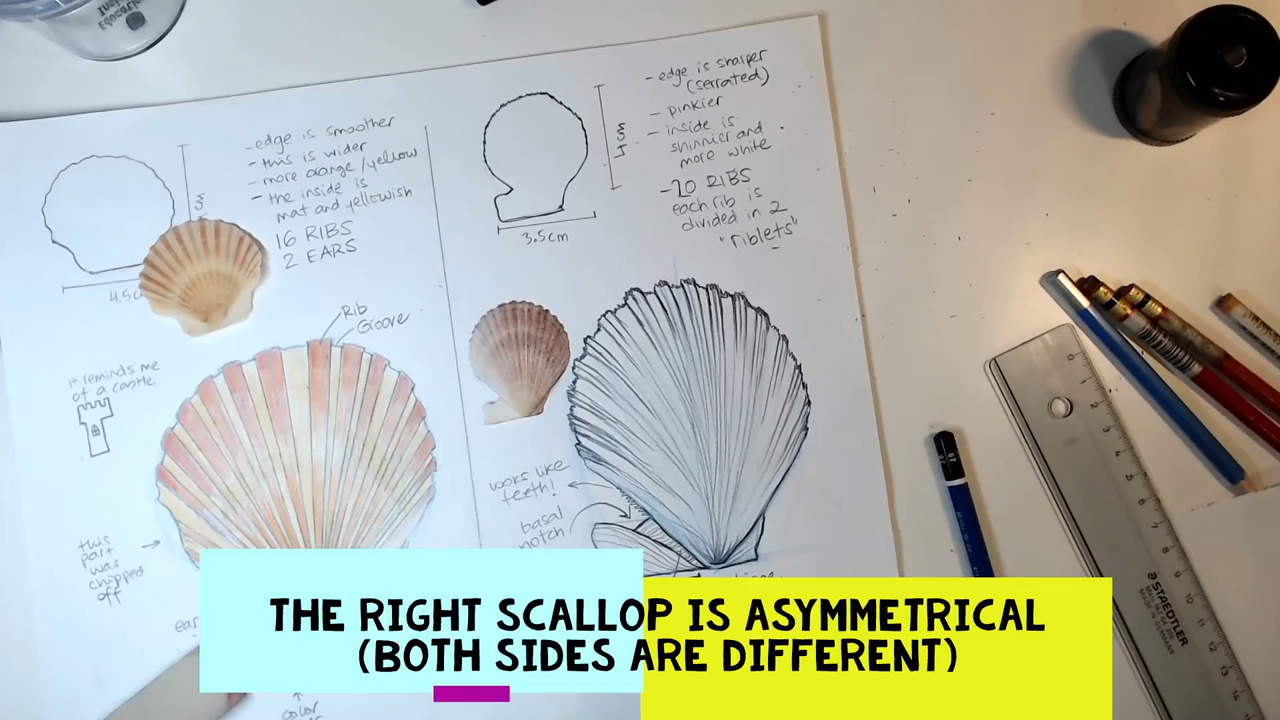 - edge is smoother
- this is wider
- more orange/yellow
- the inside is
mat and yellowish
16 RIBS
2 EARS
4.5c
- edge is sharper
(serrated)
- pinkier
- inside is
shinnier and
more white
- 20 RIBS
each rib is
divided in 2
"riblets"
3.5cm
Rib
Groove
it reminds me
of a castle
this
part
was
chipped
off
ear
color
looks like
teeth!
basal
notch
STAEDTLER
THE RIGHT SCALLOP IS ASYMMETRICAL
(BOTH SIDES ARE DIFFERENT)